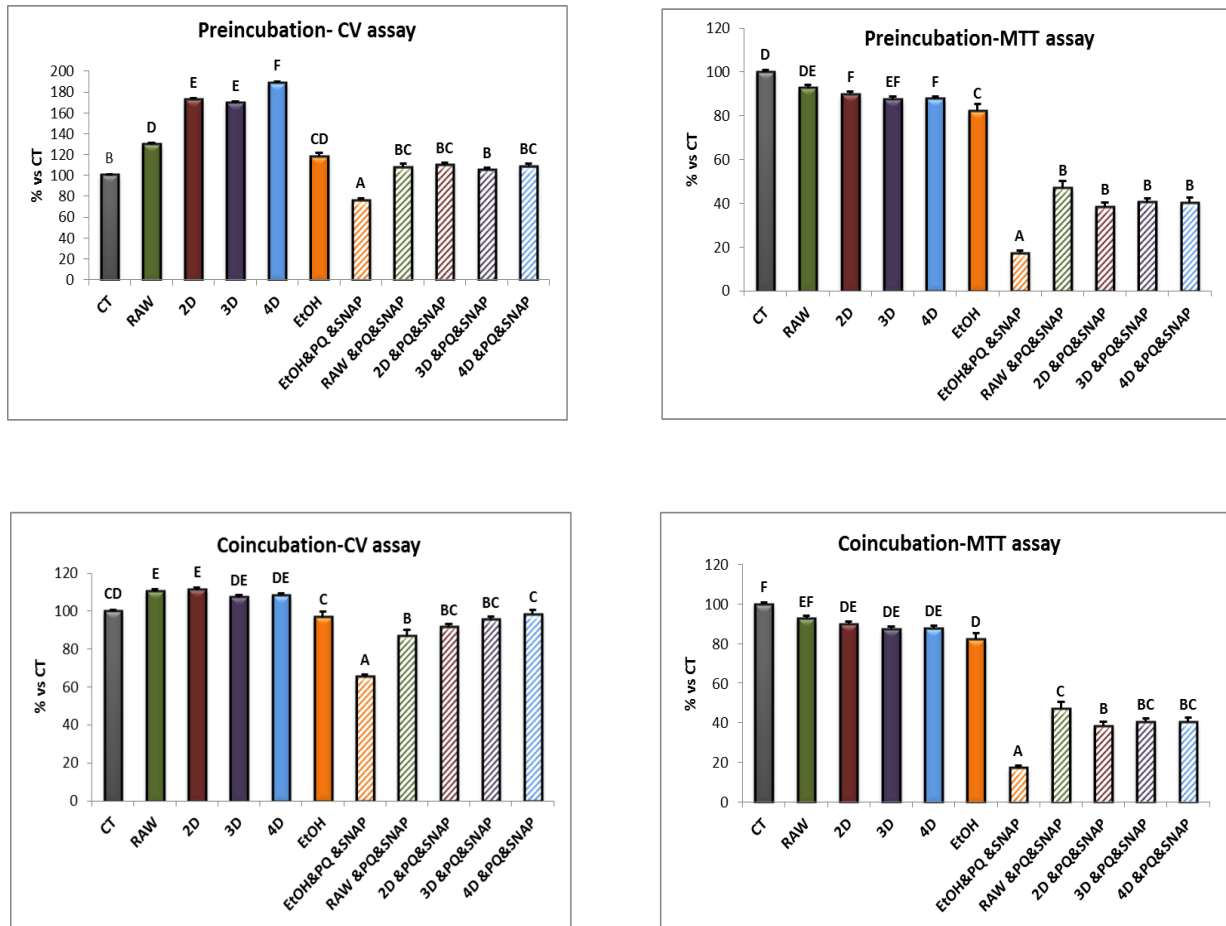 Preincubation- CV assay
% vs CT
200
180
160
140
120
100
80
60
40
20
0
B
D
E
E
F
CD
A
BC
BC
B
BC
CT
RAW
2D
3D
4D
EtOH
EtOH&PQ &SNAP
RAW &PQ&SNAP
2D &PQ&SNAP
3D &PQ&SNAP
4D &PQ&SNAP
Preincubation-MTT assay
% vs CT
120
100
80
60
40
20
0
D
DE
F
EF
F
C
A
B
B
B
B
CT
RAW
2D
3D
4D
EtOH
EtOH&PQ &SNAP
RAW &PQ&SNAP
2D &PQ&SNAP
3D &PQ&SNAP
4D &PQ&SNAP
Coincubation-CV assay
% vs CT
120
100
80
60
40
20
0
CD
E
E
DE
DE
C
A
B
BC
BC
C
CT
RAW
2D
3D
4D
EtOH
EtOH&PQ &SNAP
RAW &PQ&SNAP
2D &PQ&SNAP
3D &PQ&SNAP
4D &PQ&SNAP
Coincubation-MTT assay
% vs CT
120
100
80
60
40
20
0
F
EF
DE
DE
DE
D
A
C
B
BC
BC
CT
RAW
2D
3D
4D
EtOH
EtOH&PQ &SNAP
RAW &PQ&SNAP
2D &PQ&SNAP
3D &PQ&SNAP
4D &PQ&SNAP